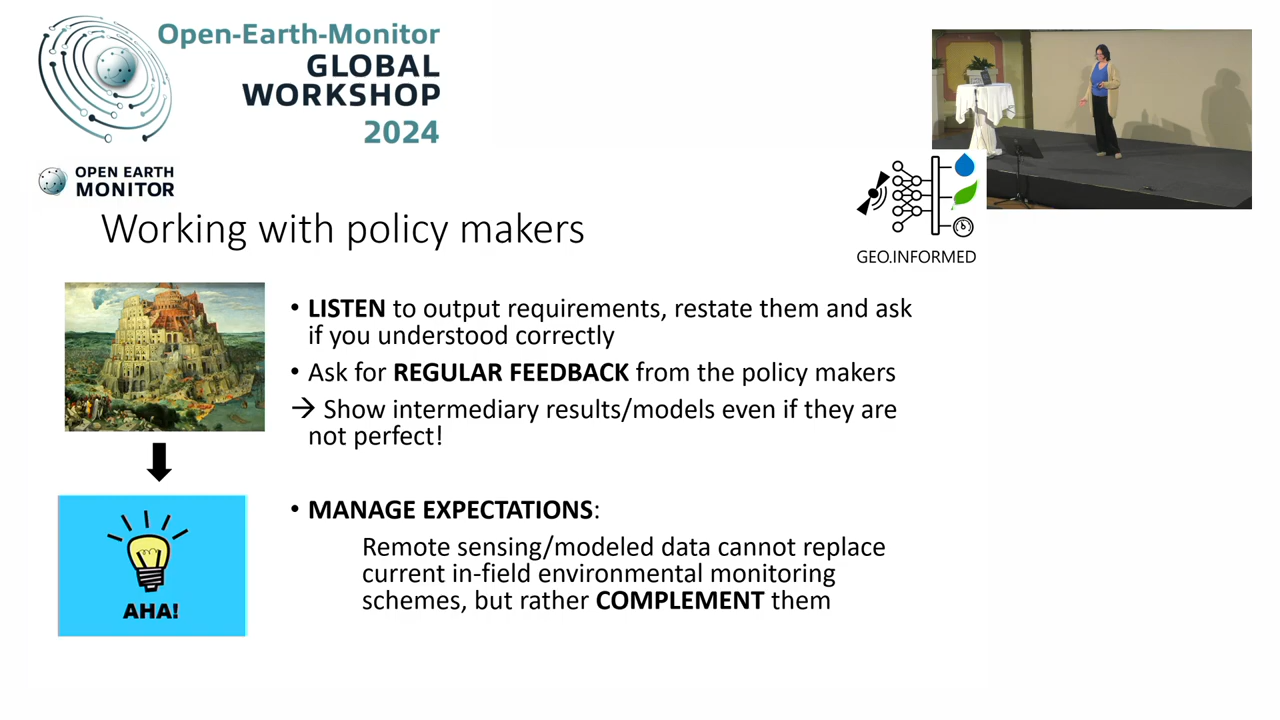 Open-Earth-Monitor
GLOBAL
WORKSHOP
2024
OPEN EARTH
MONITOR
Working with policy makers
GEO.INFORMED
• LISTEN to output requirements, restate them and ask
if you understood correctly
• Ask for REGULAR FEEDBACK from the policy makers
→ Show intermediary results/models even if they are
not perfect!
• MANAGE EXPECTATIONS:
Remote sensing/modeled data cannot replace
current in-field environmental monitoring
schemes, but rather COMPLEMENT them
AHA!